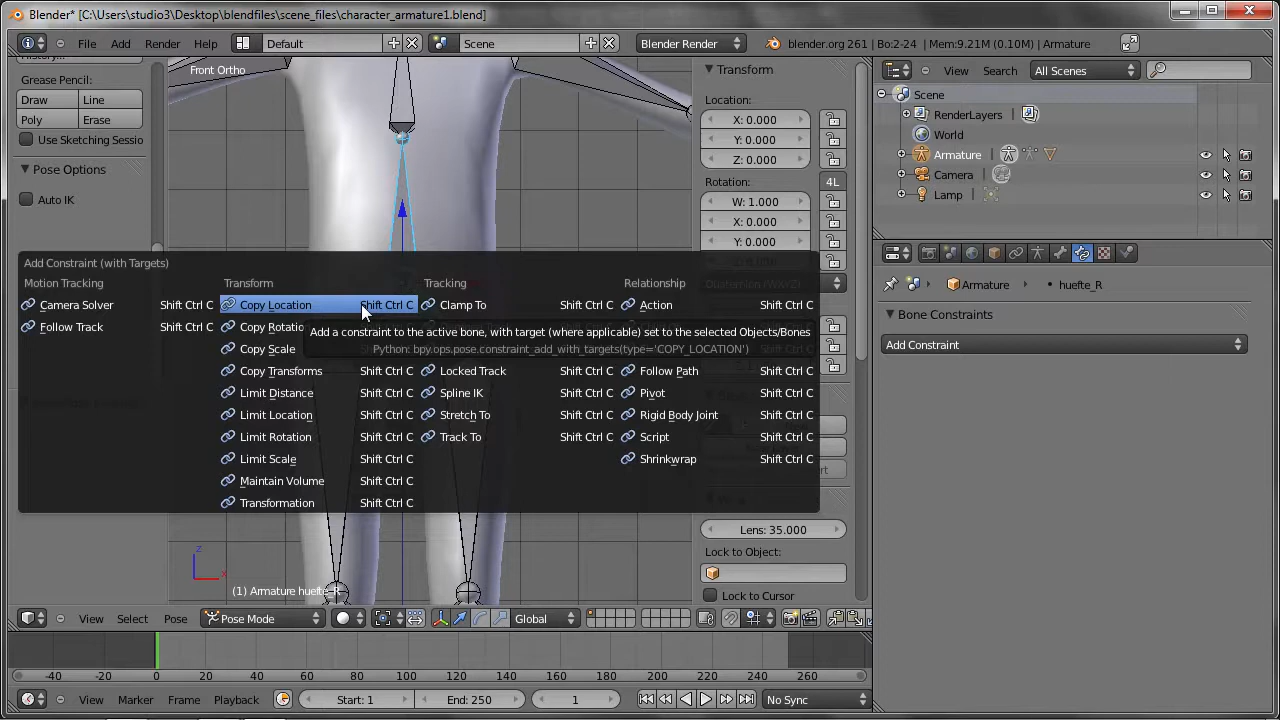 Blender* [C:\Users\studio3\Desktop\blendfiles\scene_files\character_armature1.blend]
File Add Render Help Default Scene Blender Render blender.org 261 | Bo:2-24 | Mem:9.21M (0.10M) | Armature
Grease Pencil:
Draw Line
Poly Erase
Use Sketching Sessio
Pose Options
Auto IK
Front Ortho
Transform
Location:
X: 0.000
Y: 0.000
Z: 0.000
Rotation:
4L
W: 1.000
X: 0.000
Y: 0.000
View Search All Scenes
Scene
RenderLayers
World
Armature
Camera
Lamp
Armature huefte_R
Bone Constraints
Add Constraint
Add Constraint (with Targets)
Motion Tracking Transform Tracking Relationship
Camera Solver Shift Ctrl C Copy Location Shift Ctrl C Clamp To Shift Ctrl C Action Shift Ctrl C
Follow Track Shift Ctrl C Copy Rotatio
Add a constraint to the active bone, with target (where applicable) set to the selected Objects/Bones
Copy Scale Python: bpy.ops.pose.constraint_add_with_targets(type='COPY_LOCATION')
Copy Transforms Shift Ctrl C Locked Track Shift Ctrl C Follow Path Shift Ctrl C
Limit Distance Shift Ctrl C Spline IK Shift Ctrl C Pivot Shift Ctrl C
Limit Location Shift Ctrl C Stretch To Shift Ctrl C Rigid Body Joint Shift Ctrl C
Limit Rotation Shift Ctrl C Track To Shift Ctrl C Script Shift Ctrl C
Limit Scale Shift Ctrl C Shrinkwrap Shift Ctrl C
Maintain Volume Shift Ctrl C
Transformation Shift Ctrl C
Lens: 35.000
Lock to Object:
Lock to Cursor
z
x
(1) Armature huefte_R
View Select Pose Pose Mode Global
-40 -20 0 20 40 60 80 100 120 140 160 180 200 220 240 260
View Marker Frame Playback Start: 1 End: 250 1 No Sync